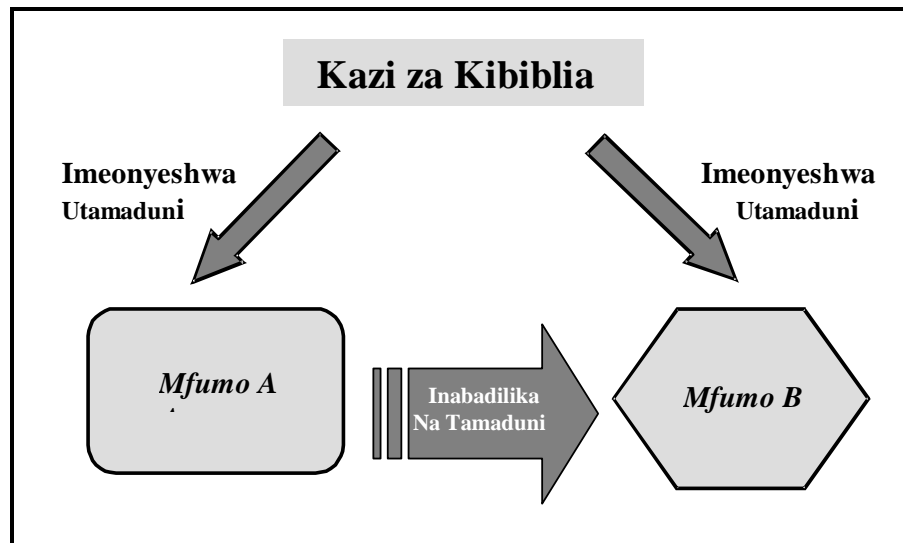 Kazi za Kibiblia
Imeonyeshwa
Utamaduni
Imeonyeshwa
Utamaduni
Mfumo A
Inabadilika
Na Tamaduni
Mfumo B